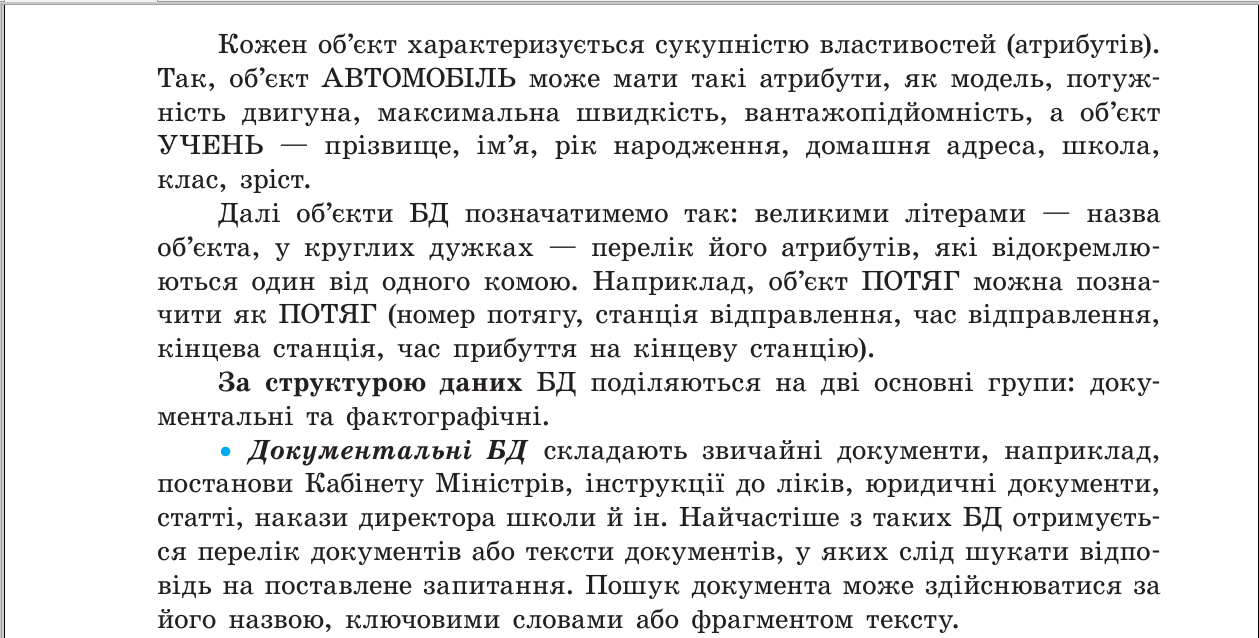 Кожен об’єкт характеризується сукупністю властивостей (атрибутів).
Так, об’єкт АВТОМОБІЛЬ може мати такі атрибути, як модель, потуж-
ність двигуна, максимальна швидкість, вантажопідйомність, а об’єкт
УЧЕНЬ — прізвище, ім’я, рік народження, домашня адреса, школа,
клас, зріст.
Далі об’єкти БД позначатимемо так: великими літерами — назва
об’єкта, у круглих дужках — перелік його атрибутів, які відокремлю-
ються один від одного комою. Наприклад, об’єкт ПОТЯГ можна позна-
чити як ПОТЯГ (номер потягу, станція відправлення, час відправлення,
кінцева станція, час прибуття на кінцеву станцію).
За структурою даних БД поділяються на дві основні групи: доку-
ментальні та фактографічні.
• Документальні БД складають звичайні документи, наприклад,
постанови Кабінету Міністрів, інструкції до ліків, юридичні документи,
статті, накази директора школи й ін. Найчастіше з таких БД отримуєть-
ся перелік документів або тексти документів, у яких слід шукати відпо-
відь на поставлене запитання. Пошук документа може здійснюватися за
його назвою, ключовими словами або фрагментом тексту.